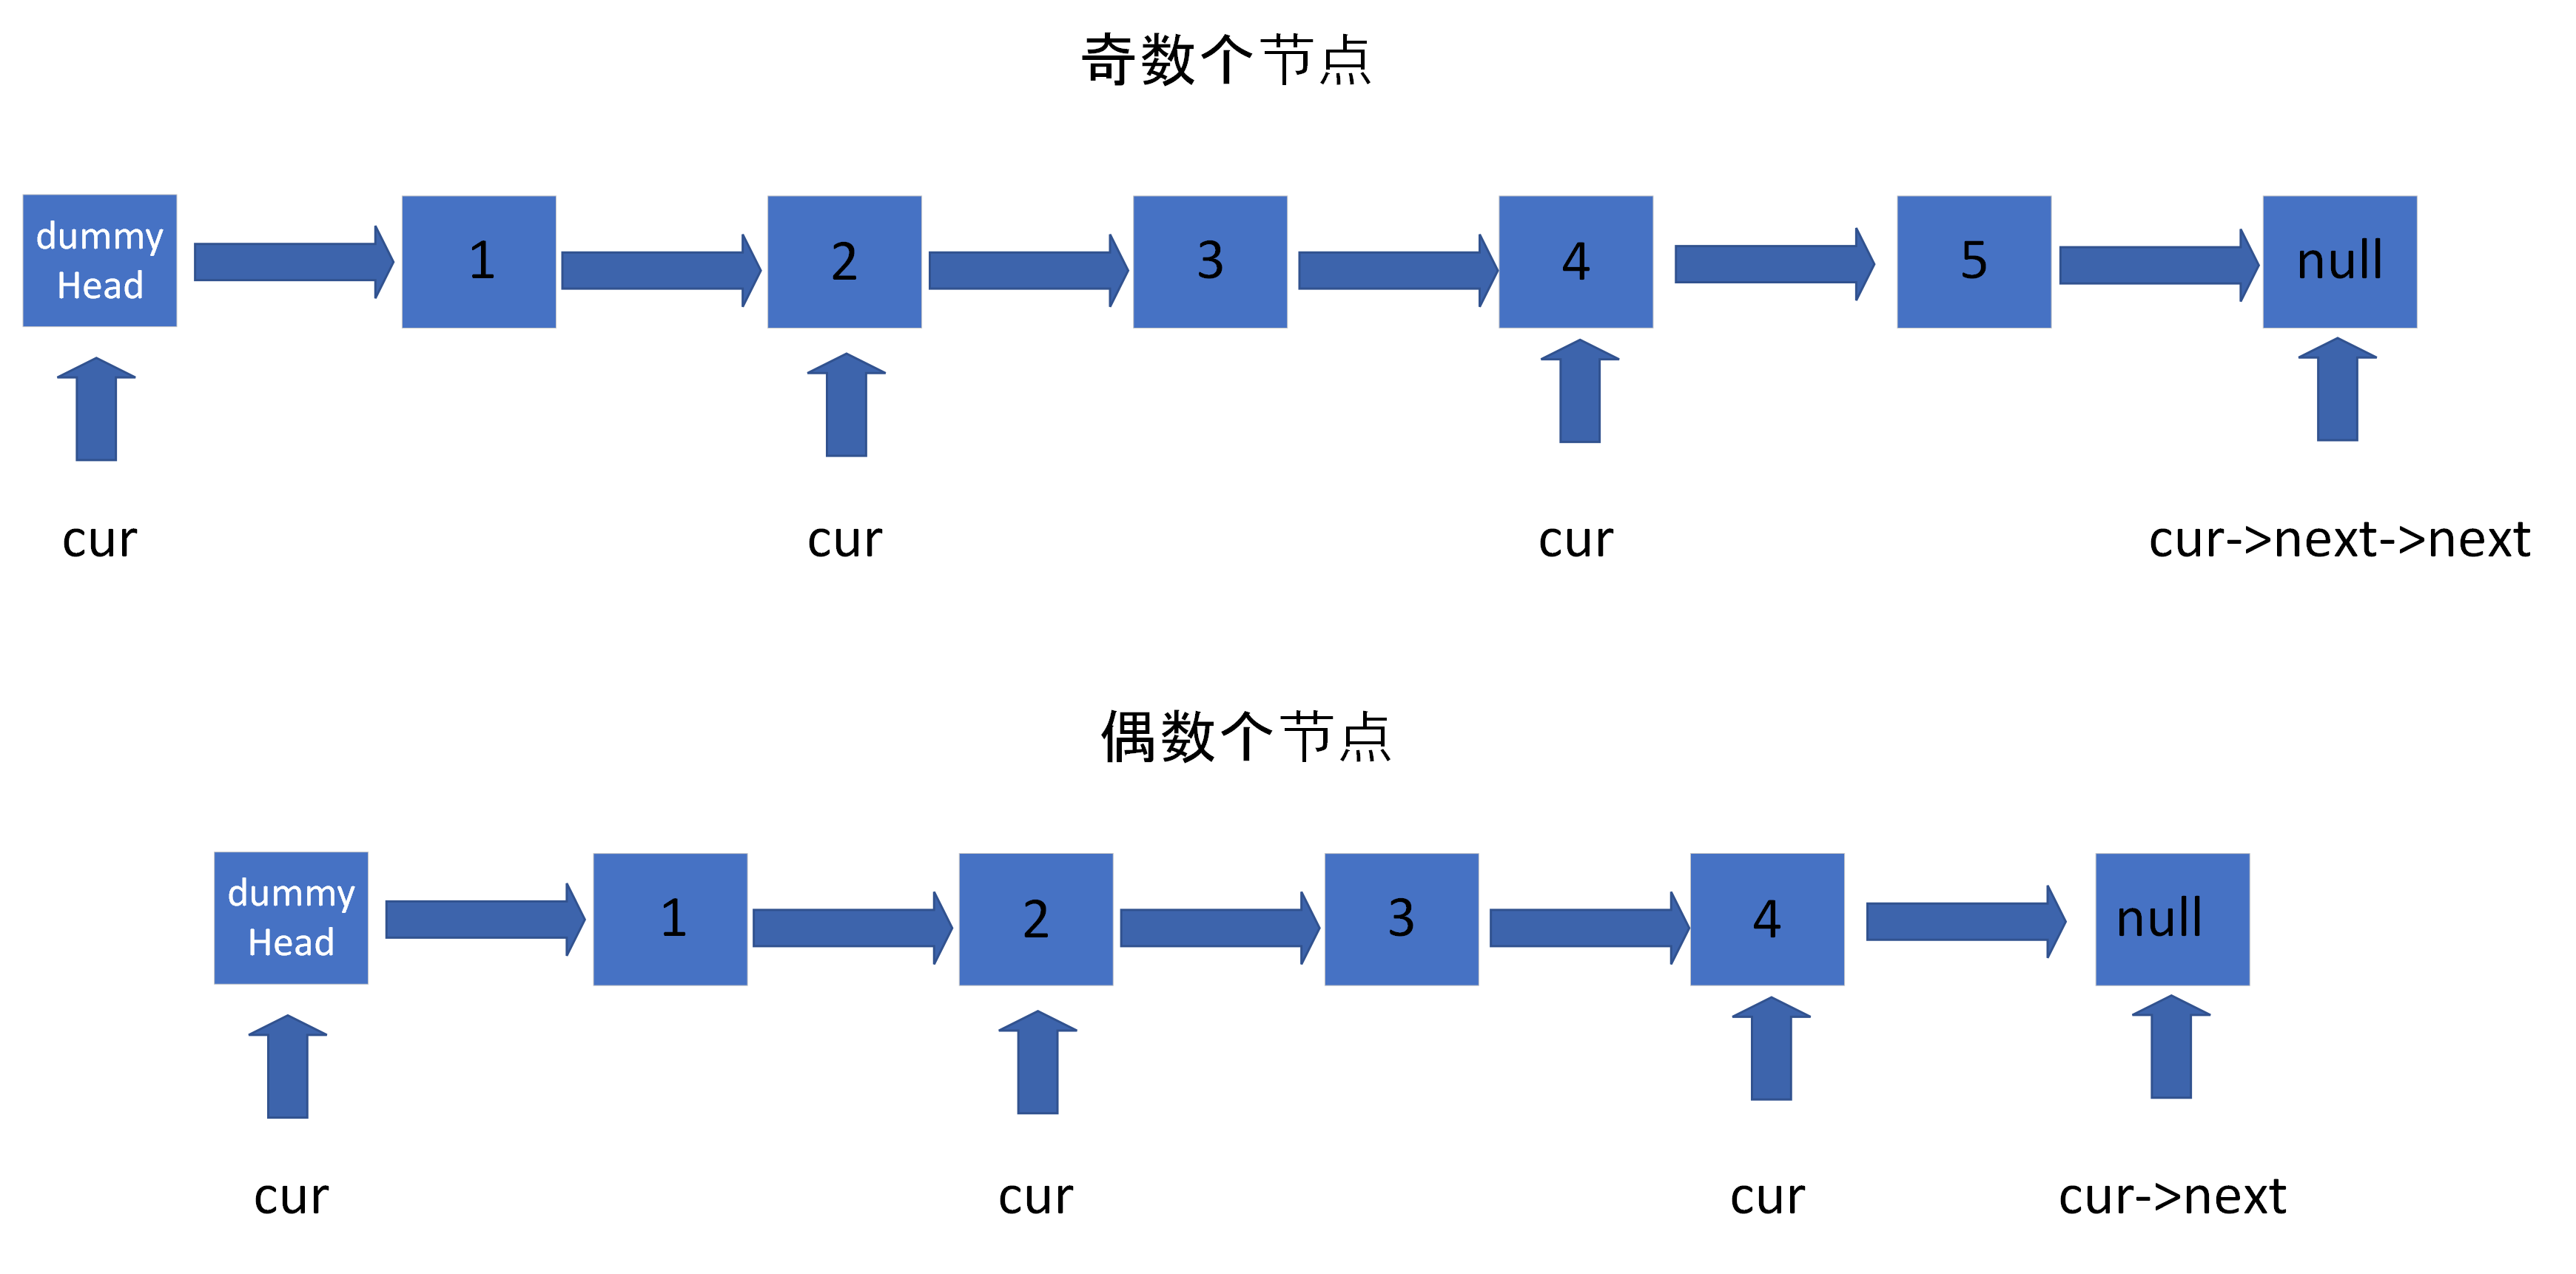 奇数个节点
dummy
Head
1
2
3
4
5
null
cur
cur
cur
cur->next->next
偶数个节点
dummy
Head
1
2
3
4
null
cur
cur
cur
cur->next